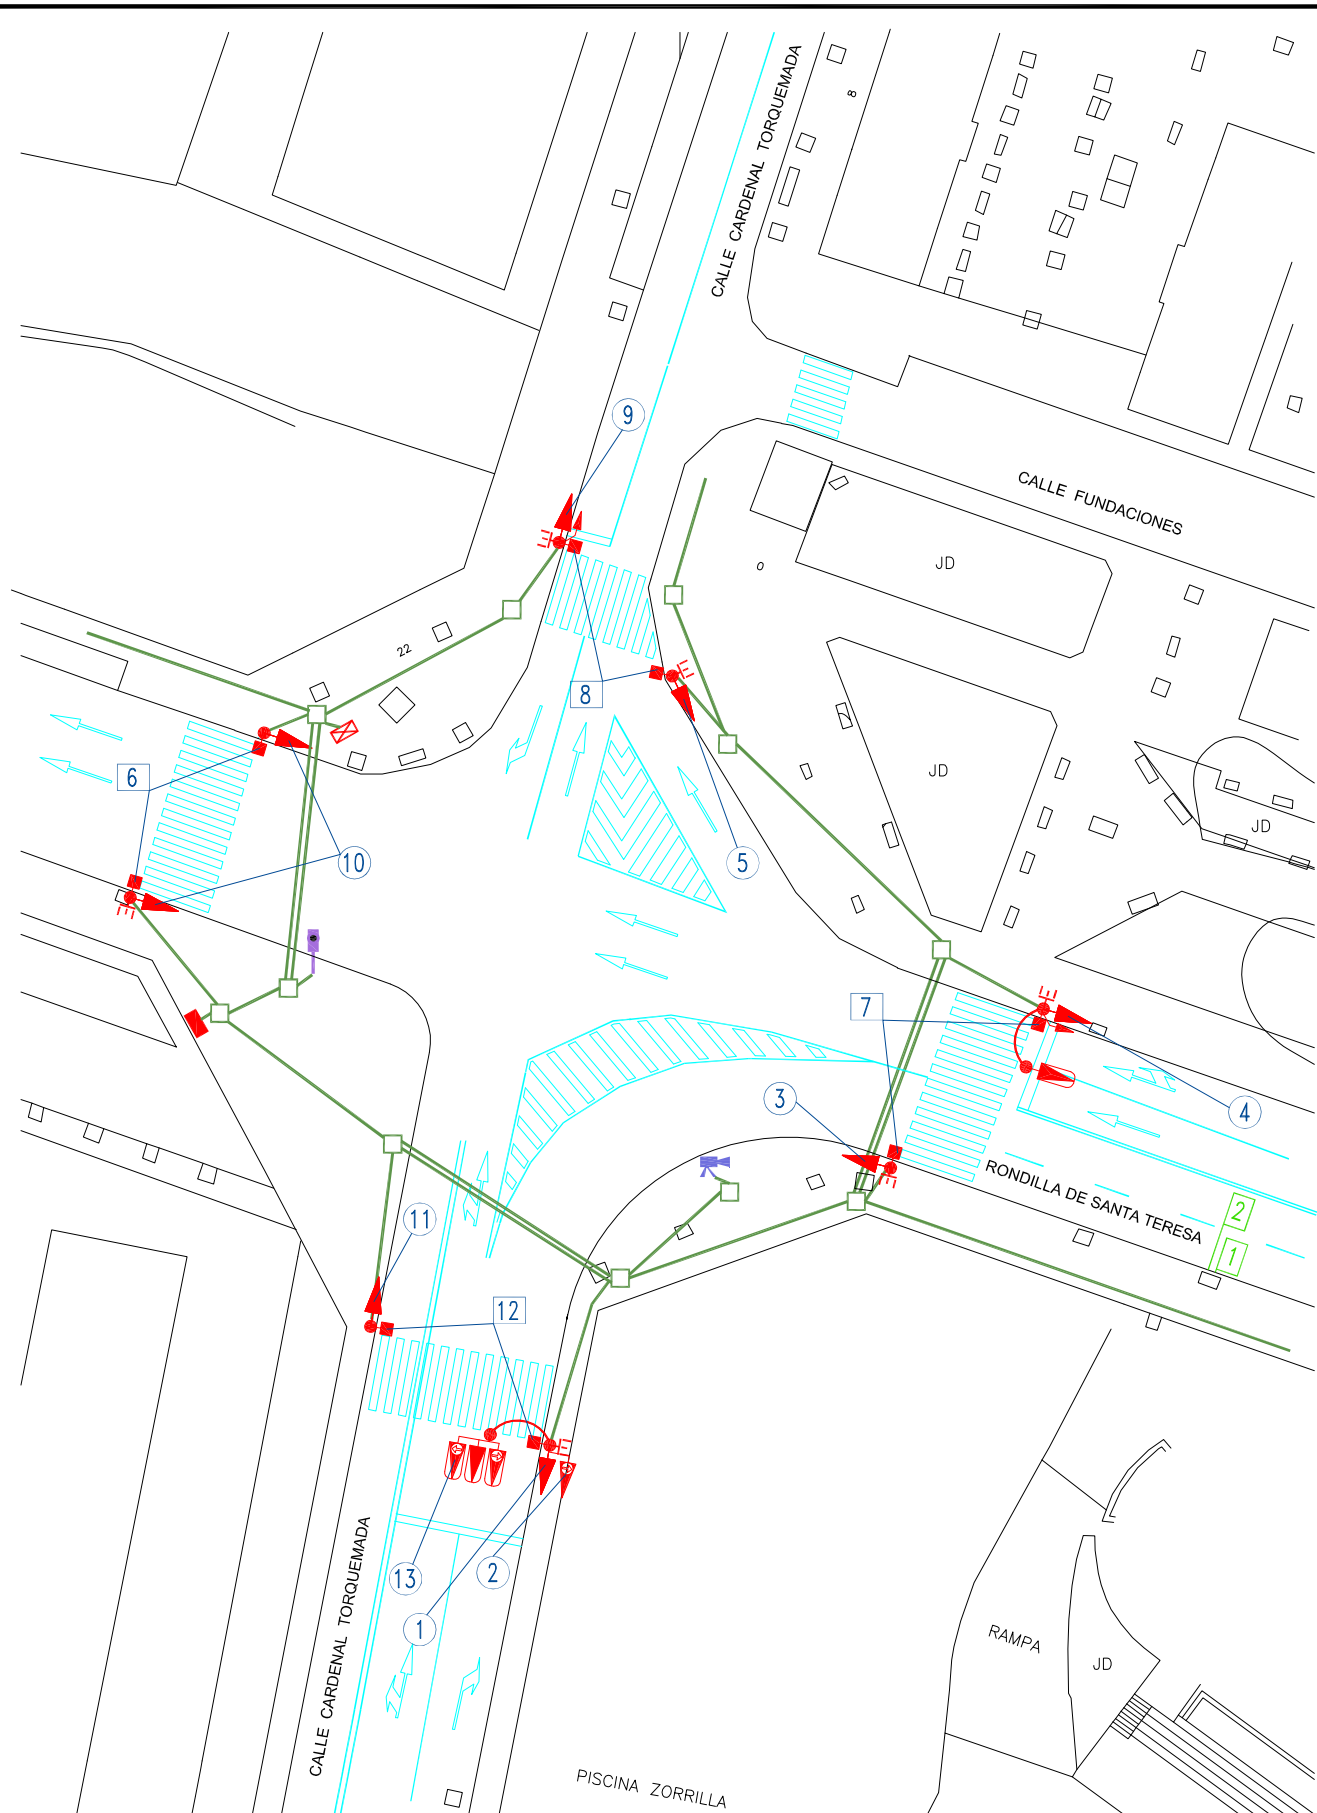 CALLE CARDENAL TORQUEMADA
8
9
CALLE FUNDACIONES
JD
0
22
8
6
10
5
JD
JD
7
3
4
RONDILLA DE SANTA TERESA
2
1
11
12
13
2
1
CALLE CARDENAL TORQUEMADA
RAMPA
JD
PISCINA ZORRILLA